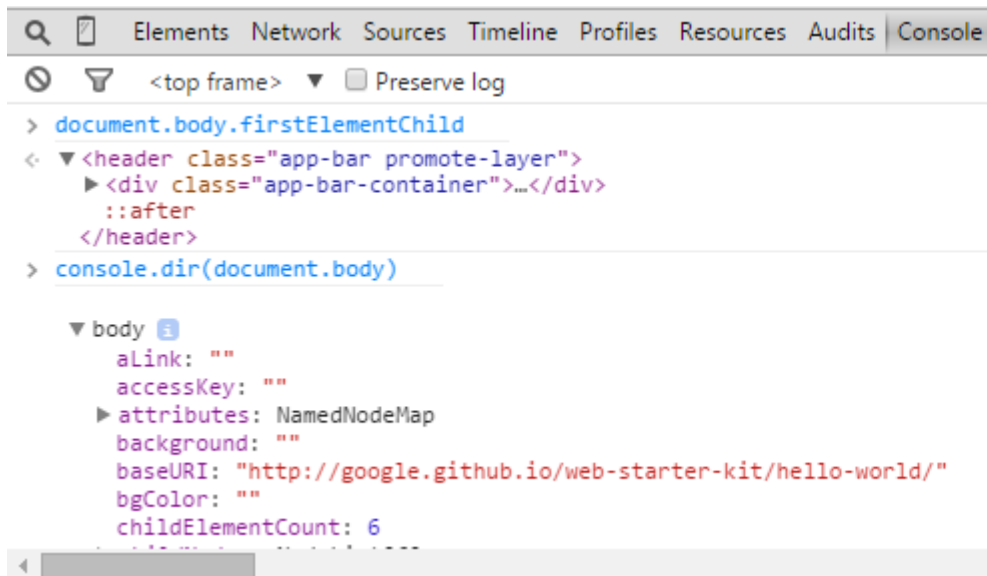 Elements Network Sources Timeline Profiles Resources Audits Console
<top frame> ▼ Preserve log
> document.body.firstElementChild
<header class="app-bar promote-layer">
<div class="app-bar-container">…</div>
::after
</header>
> console.dir(document.body)
body i
aLink: ""
accessKey: ""
attributes: NamedNodeMap
background: ""
baseURI: "http://google.github.io/web-starter-kit/hello-world/"
bgColor: ""
childElementCount: 6